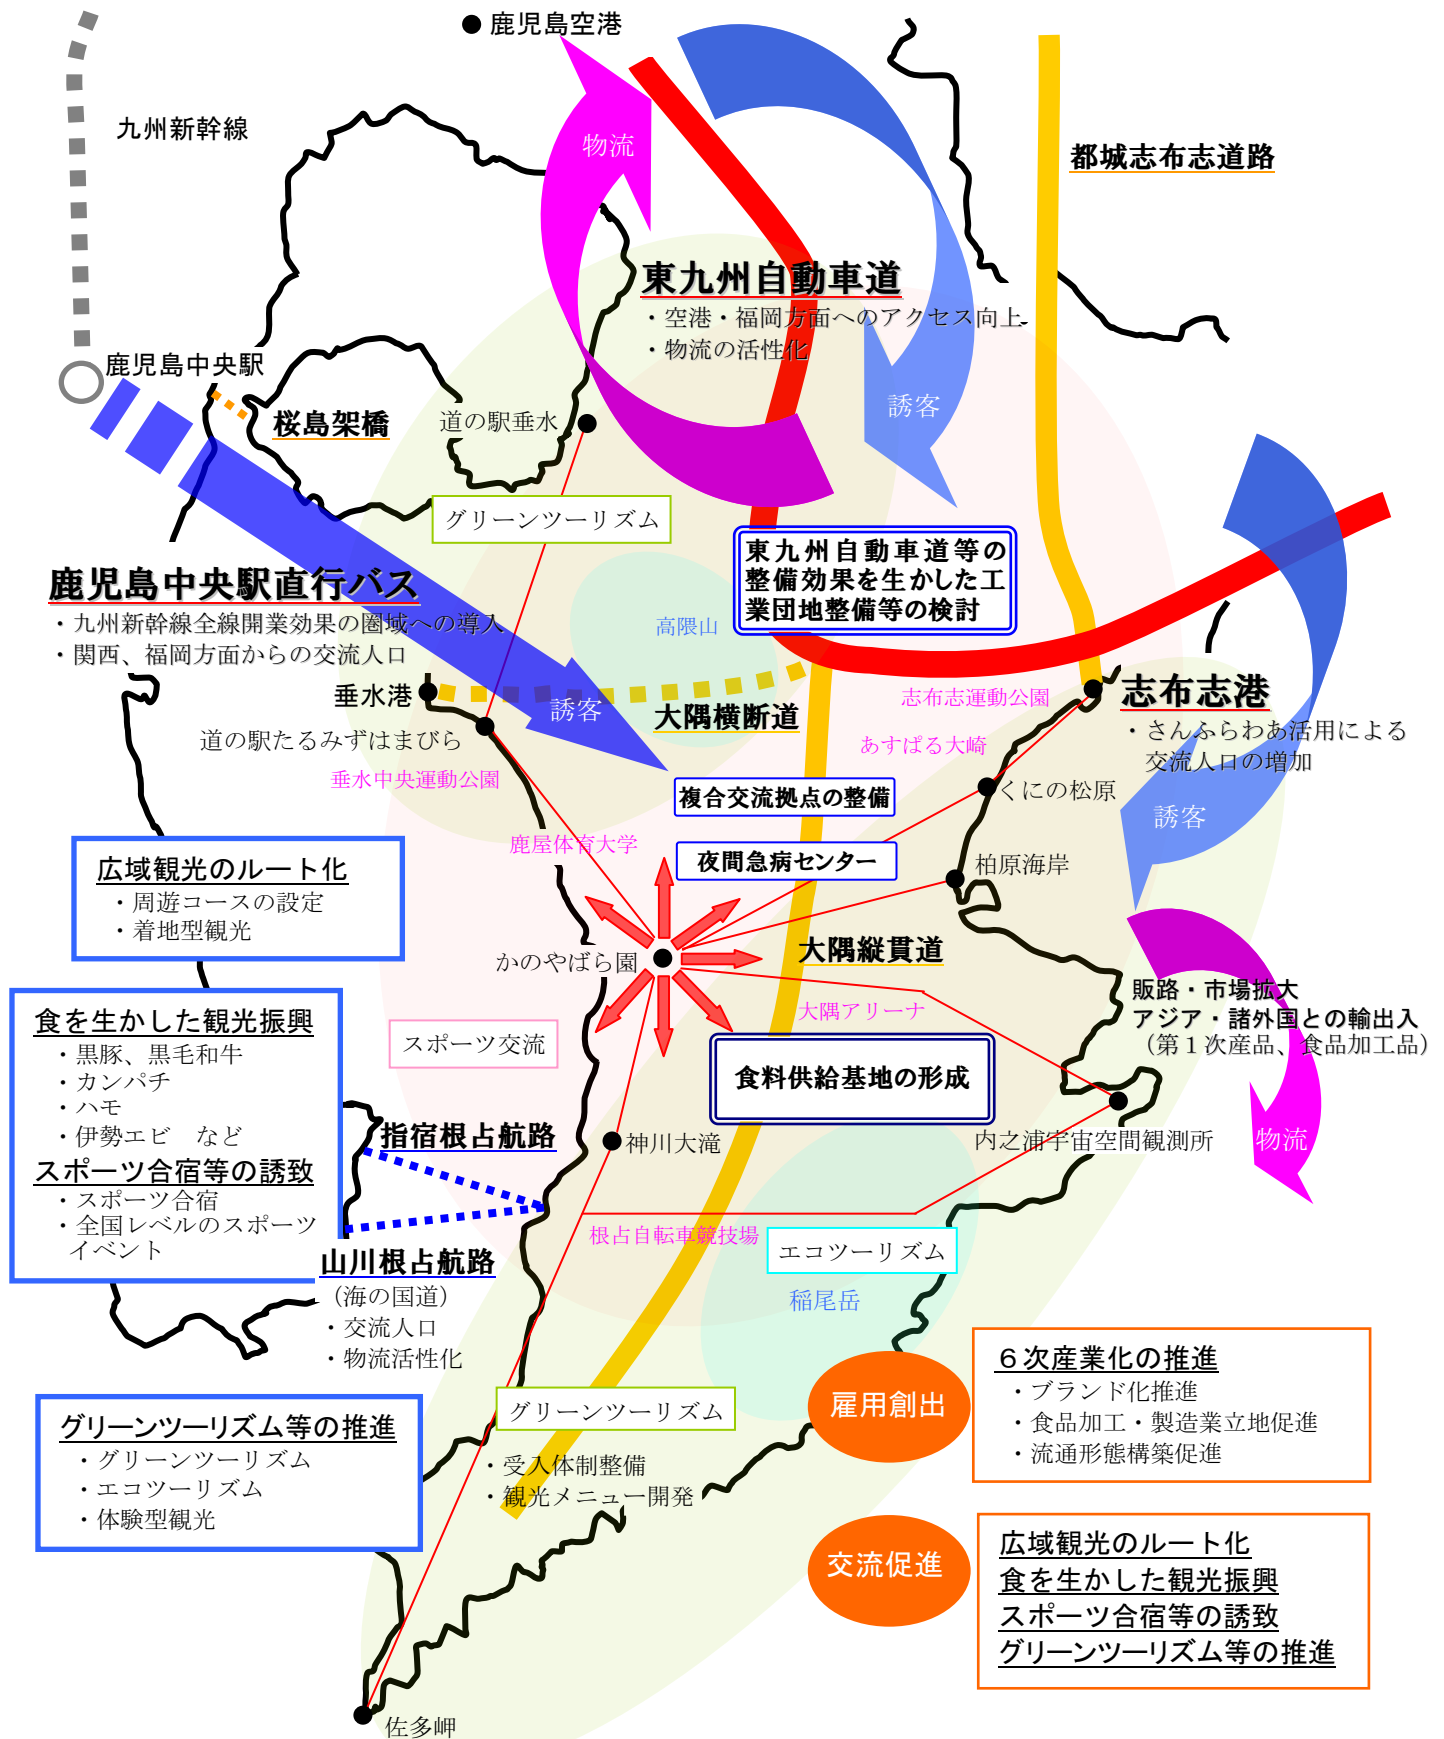 鹿児島空港
九州新幹線
物流
都城志布志道路
東九州自動車道
・空港・福岡方面へのアクセス向上
・物流の活性化
鹿児島中央駅
桜島架橋
道の駅垂水
誘客
グリーンツーリズム
東九州自動車道等の
整備効果を生かした工
業団地整備等の検討
鹿児島中央駅直行バス
・九州新幹線全線開業効果の圏域への導入
・関西、福岡方面からの交流人口
高隈山
垂水港
誘客
大隅横断道
志布志運動公園
志布志港
・さんふらわあ活用による
交流人口の増加
道の駅たるみずはまびら
あすぱる大崎
垂水中央運動公園
複合交流拠点の整備
くにの松原
誘客
鹿屋体育大学
夜間急病センター
柏原海岸
広域観光のルート化
・周遊コースの設定
・着地型観光
かのやばら園
大隅縦貫道
大隅アリーナ
販路・市場拡大
アジア・諸外国との輸出入
（第１次産品、食品加工品）
食を生かした観光振興
・黒豚、黒毛和牛
・カンパチ
・ハモ
・伊勢エビ　など
スポーツ合宿等の誘致
・スポーツ合宿
・全国レベルのスポーツ
イベント
スポーツ交流
食料供給基地の形成
指宿根占航路
神川大滝
内之浦宇宙空間観測所
物流
根占自転車競技場
エコツーリズム
山川根占航路
（海の国道）
・交流人口
・物流活性化
稲尾岳
グリーンツーリズム等の推進
・グリーンツーリズム
・エコツーリズム
・体験型観光
グリーンツーリズム
・受入体制整備
・観光メニュー開発
雇用創出
６次産業化の推進
・ブランド化推進
・食品加工・製造業立地促進
・流通形態構築促進
交流促進
広域観光のルート化
食を生かした観光振興
スポーツ合宿等の誘致
グリーンツーリズム等の推進
佐多岬